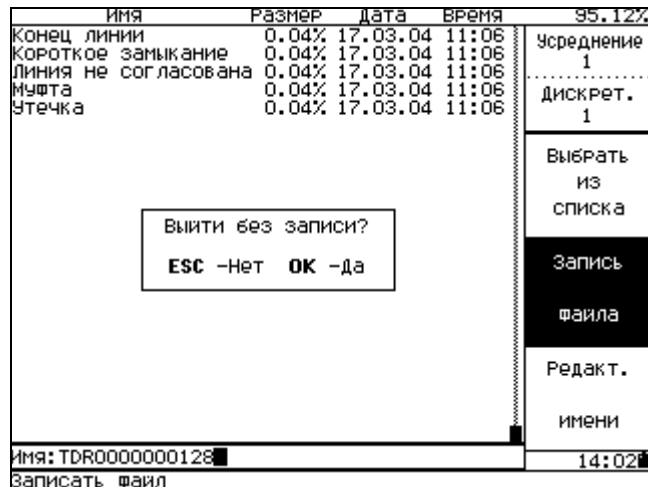 Имя Размер Дата Время
Конец линии 0.04% 17.03.04 11:06
Короткое замыкание 0.04% 17.03.04 11:06
Линия не согласована 0.04% 17.03.04 11:06
Муфта 0.04% 17.03.04 11:06
Утечка 0.04% 17.03.04 11:06
Выйти без записи?
ESC -Нет OK -Да
Имя:TDR0000000128
Записать файл
95.12%
Усреднение
1
Дискрет.
1
Выбрать
из
списка
Запись
файла
Редакт.
имени
14:02